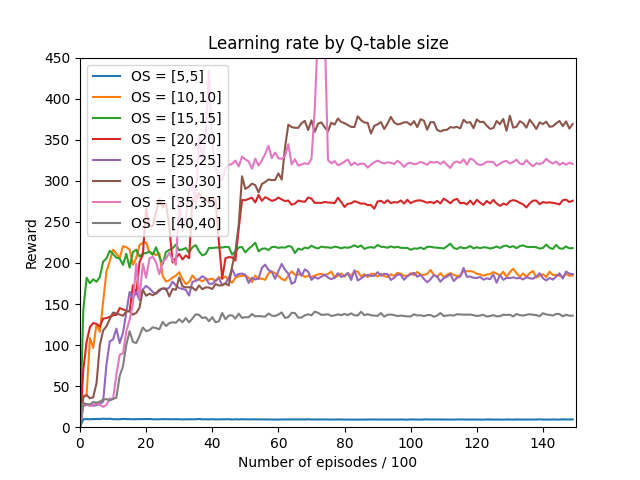 Learning rate by Q-table size
OS = [5,5]
OS = [10,10]
OS = [15,15]
OS = [20,20]
OS = [25,25]
OS = [30,30]
OS = [35,35]
OS = [40,40]
Reward
450
400
350
300
250
200
150
100
50
0
0 20 40 60 80 100 120 140
Number of episodes / 100